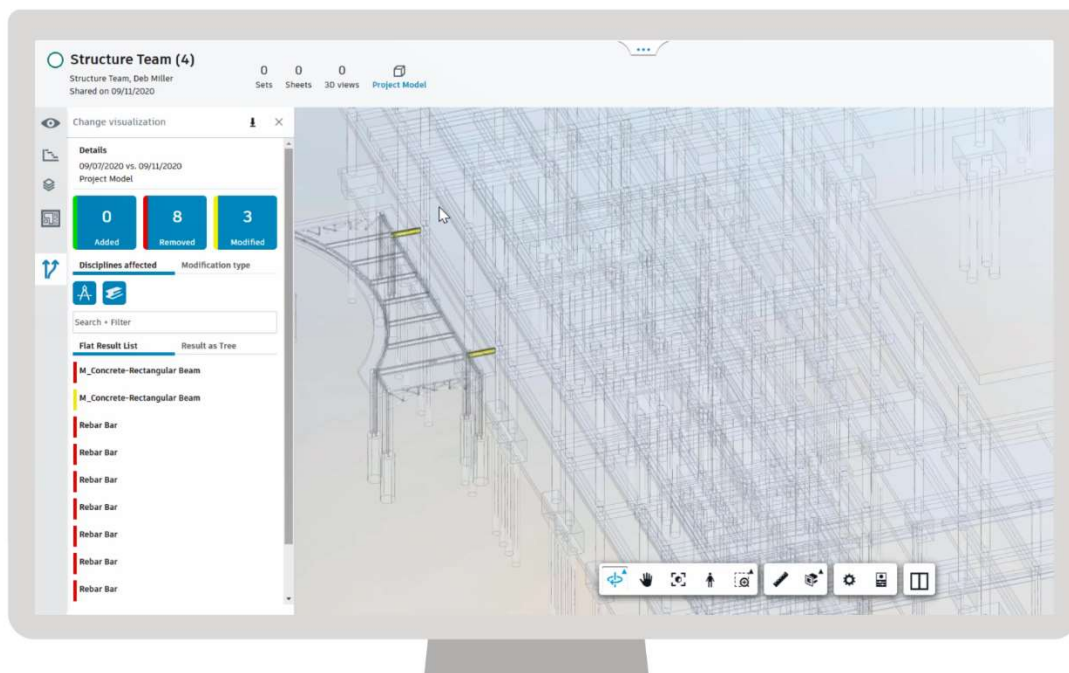 Structure Team (4)
Structure Team, Deb Miller
Shared on 09/11/2020
0
Sets
0
Sheets
0
3D views
Project Model
Change visualization
Details
09/07/2020 vs. 09/11/2020
Project Model
0
Added
8
Removed
3
Modified
Disciplines affected
Modification type
Search + Filter
Flat Result List
Result as Tree
M_Concrete-Rectangular Beam
M_Concrete-Rectangular Beam
Rebar Bar
Rebar Bar
Rebar Bar
Rebar Bar
Rebar Bar
Rebar Bar
Rebar Bar